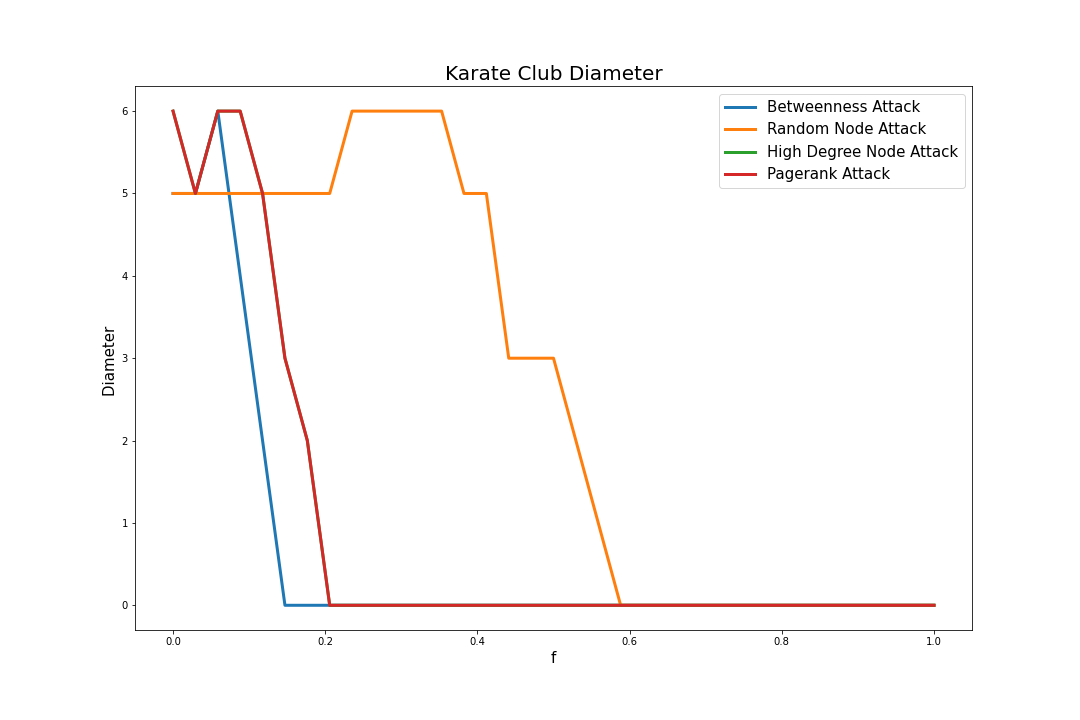 Karate Club Diameter
Betweenness Attack
Random Node Attack
High Degree Node Attack
Pagerank Attack
Diameter
6
5
4
3
2
1
0
0.0 0.2 0.4 0.6 0.8 1.0
f